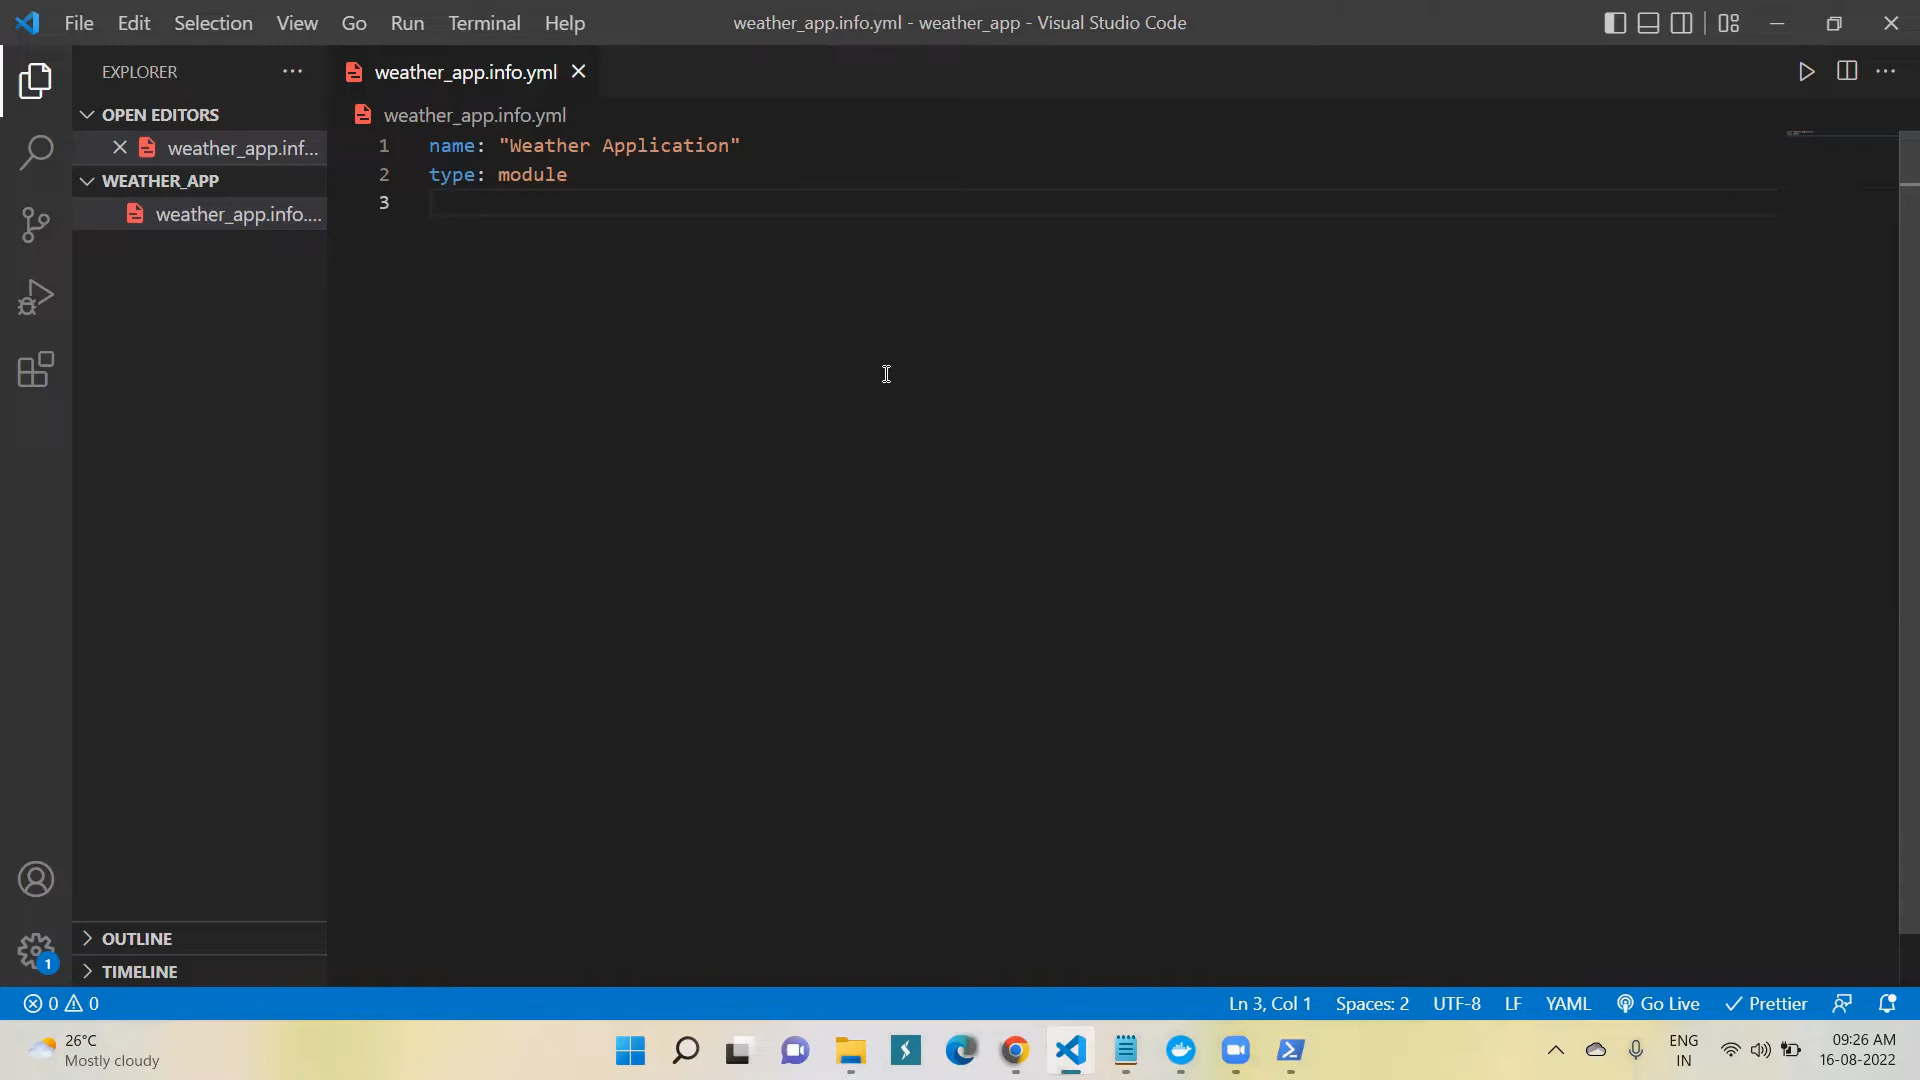 File Edit Selection View Go Run Terminal Help
weather_app.info.yml - weather_app - Visual Studio Code
EXPLORER
OPEN EDITORS
weather_app.inf...
WEATHER_APP
weather_app.info....
OUTLINE
TIMELINE
weather_app.info.yml
weather_app.info.yml
1 name: "Weather Application"
2 type: module
3
1
0 0
Ln 3, Col 1 Spaces: 2 UTF-8 LF YAML Go Live Prettier
26°C
Mostly cloudy
ENG
IN
09:26 AM
16-08-2022